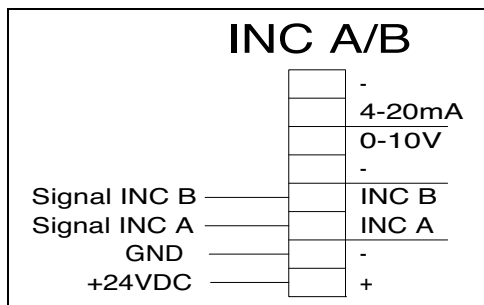 INC A/B
-
4-20mA
0-10V
-
Signal INC B INC B
Signal INC A INC A
GND -
+24VDC +